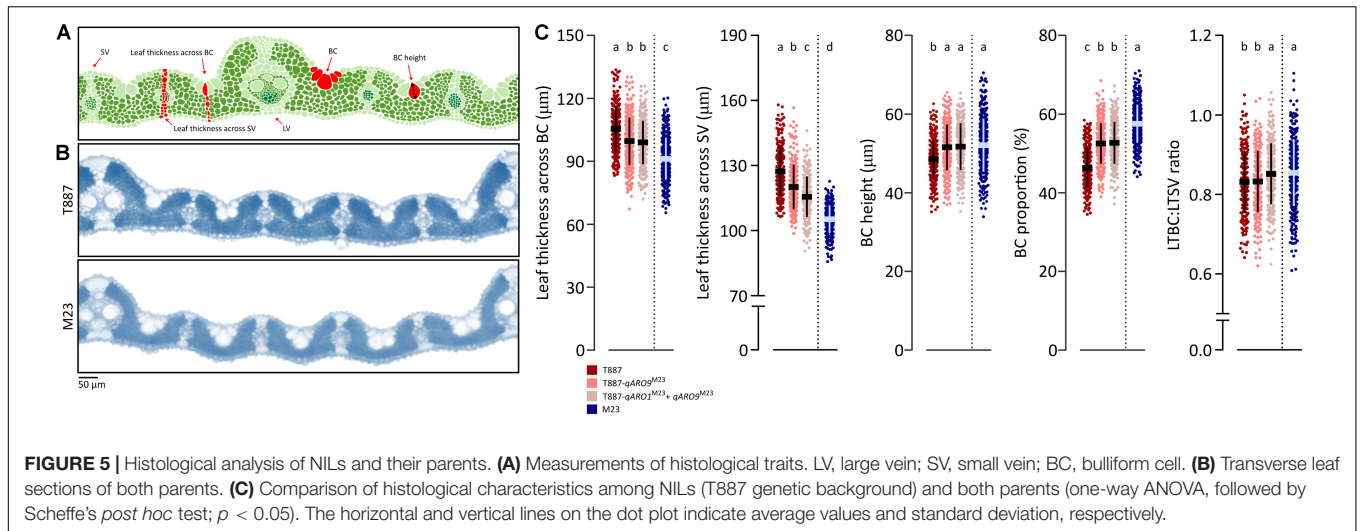 A
SV
Leaf thickness across BC
BC
BC height
Leaf thickness across SV
LV
B
T887
M23
50 µm
C
Leaf thickness across BC (µm)
150
120
90
60
30
0
a b b c
Leaf thickness across SV (µm)
190
160
130
100
70
0
a b c d
BC height (µm)
80
60
40
20
0
b a a a
BC proportion (%)
80
60
40
20
0
c b b a
LTBC:LTSV ratio
1.2
1.0
0.8
0.6
0.0
b b a a
T887
T887-qARO9M23
T887-qARO1M23+ qARO9M23
M23
FIGURE 5 | Histological analysis of NILs and their parents. (A) Measurements of histological traits. LV, large vein; SV, small vein; BC, bulliform cell. (B) Transverse leaf
sections of both parents. (C) Comparison of histological characteristics among NILs (T887 genetic background) and both parents (one-way ANOVA, followed by
Scheffe's post hoc test; p < 0.05). The horizontal and vertical lines on the dot plot indicate average values and standard deviation, respectively.